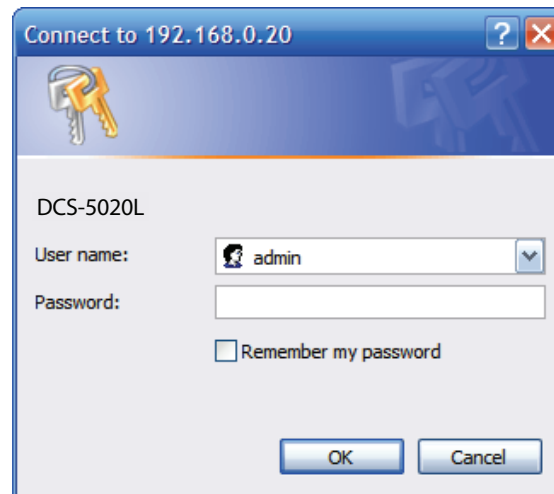 Connect to 192.168.0.20
?
DCS-5020L
User name:
admin
Password:
Remember my password
OK
Cancel